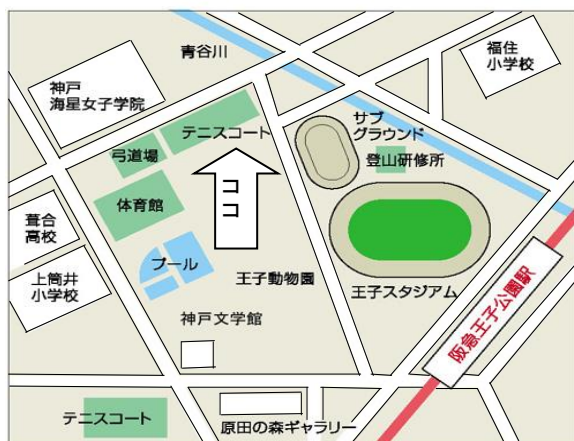 青谷川
福住
小学校
神戸
海星女子学院
テニスコート
サブ
グラウンド
弓道場
登山研修所
ココ
体育館
葺合
高校
プール
上筒井
小学校
王子動物園
王子スタジアム
阪急王子公園駅
神戸文学館
テニスコート
原田の森ギャラリー